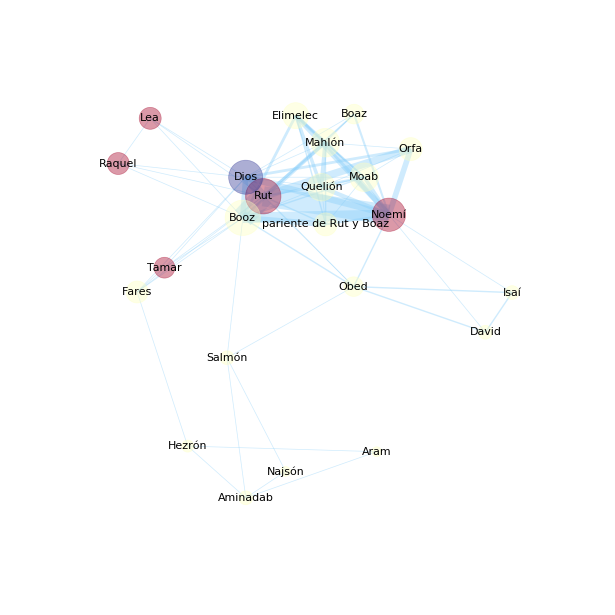 Elimelec
Boaz
Lea
Mahlón
Orfa
Raquel
Dios
Moab
Quelión
Rut
Noemí
Booz
pariente de Rut y Boaz
Tamar
Fares
Obed
Isaí
David
Salmón
Hezrón
Aram
Najsón
Aminadab